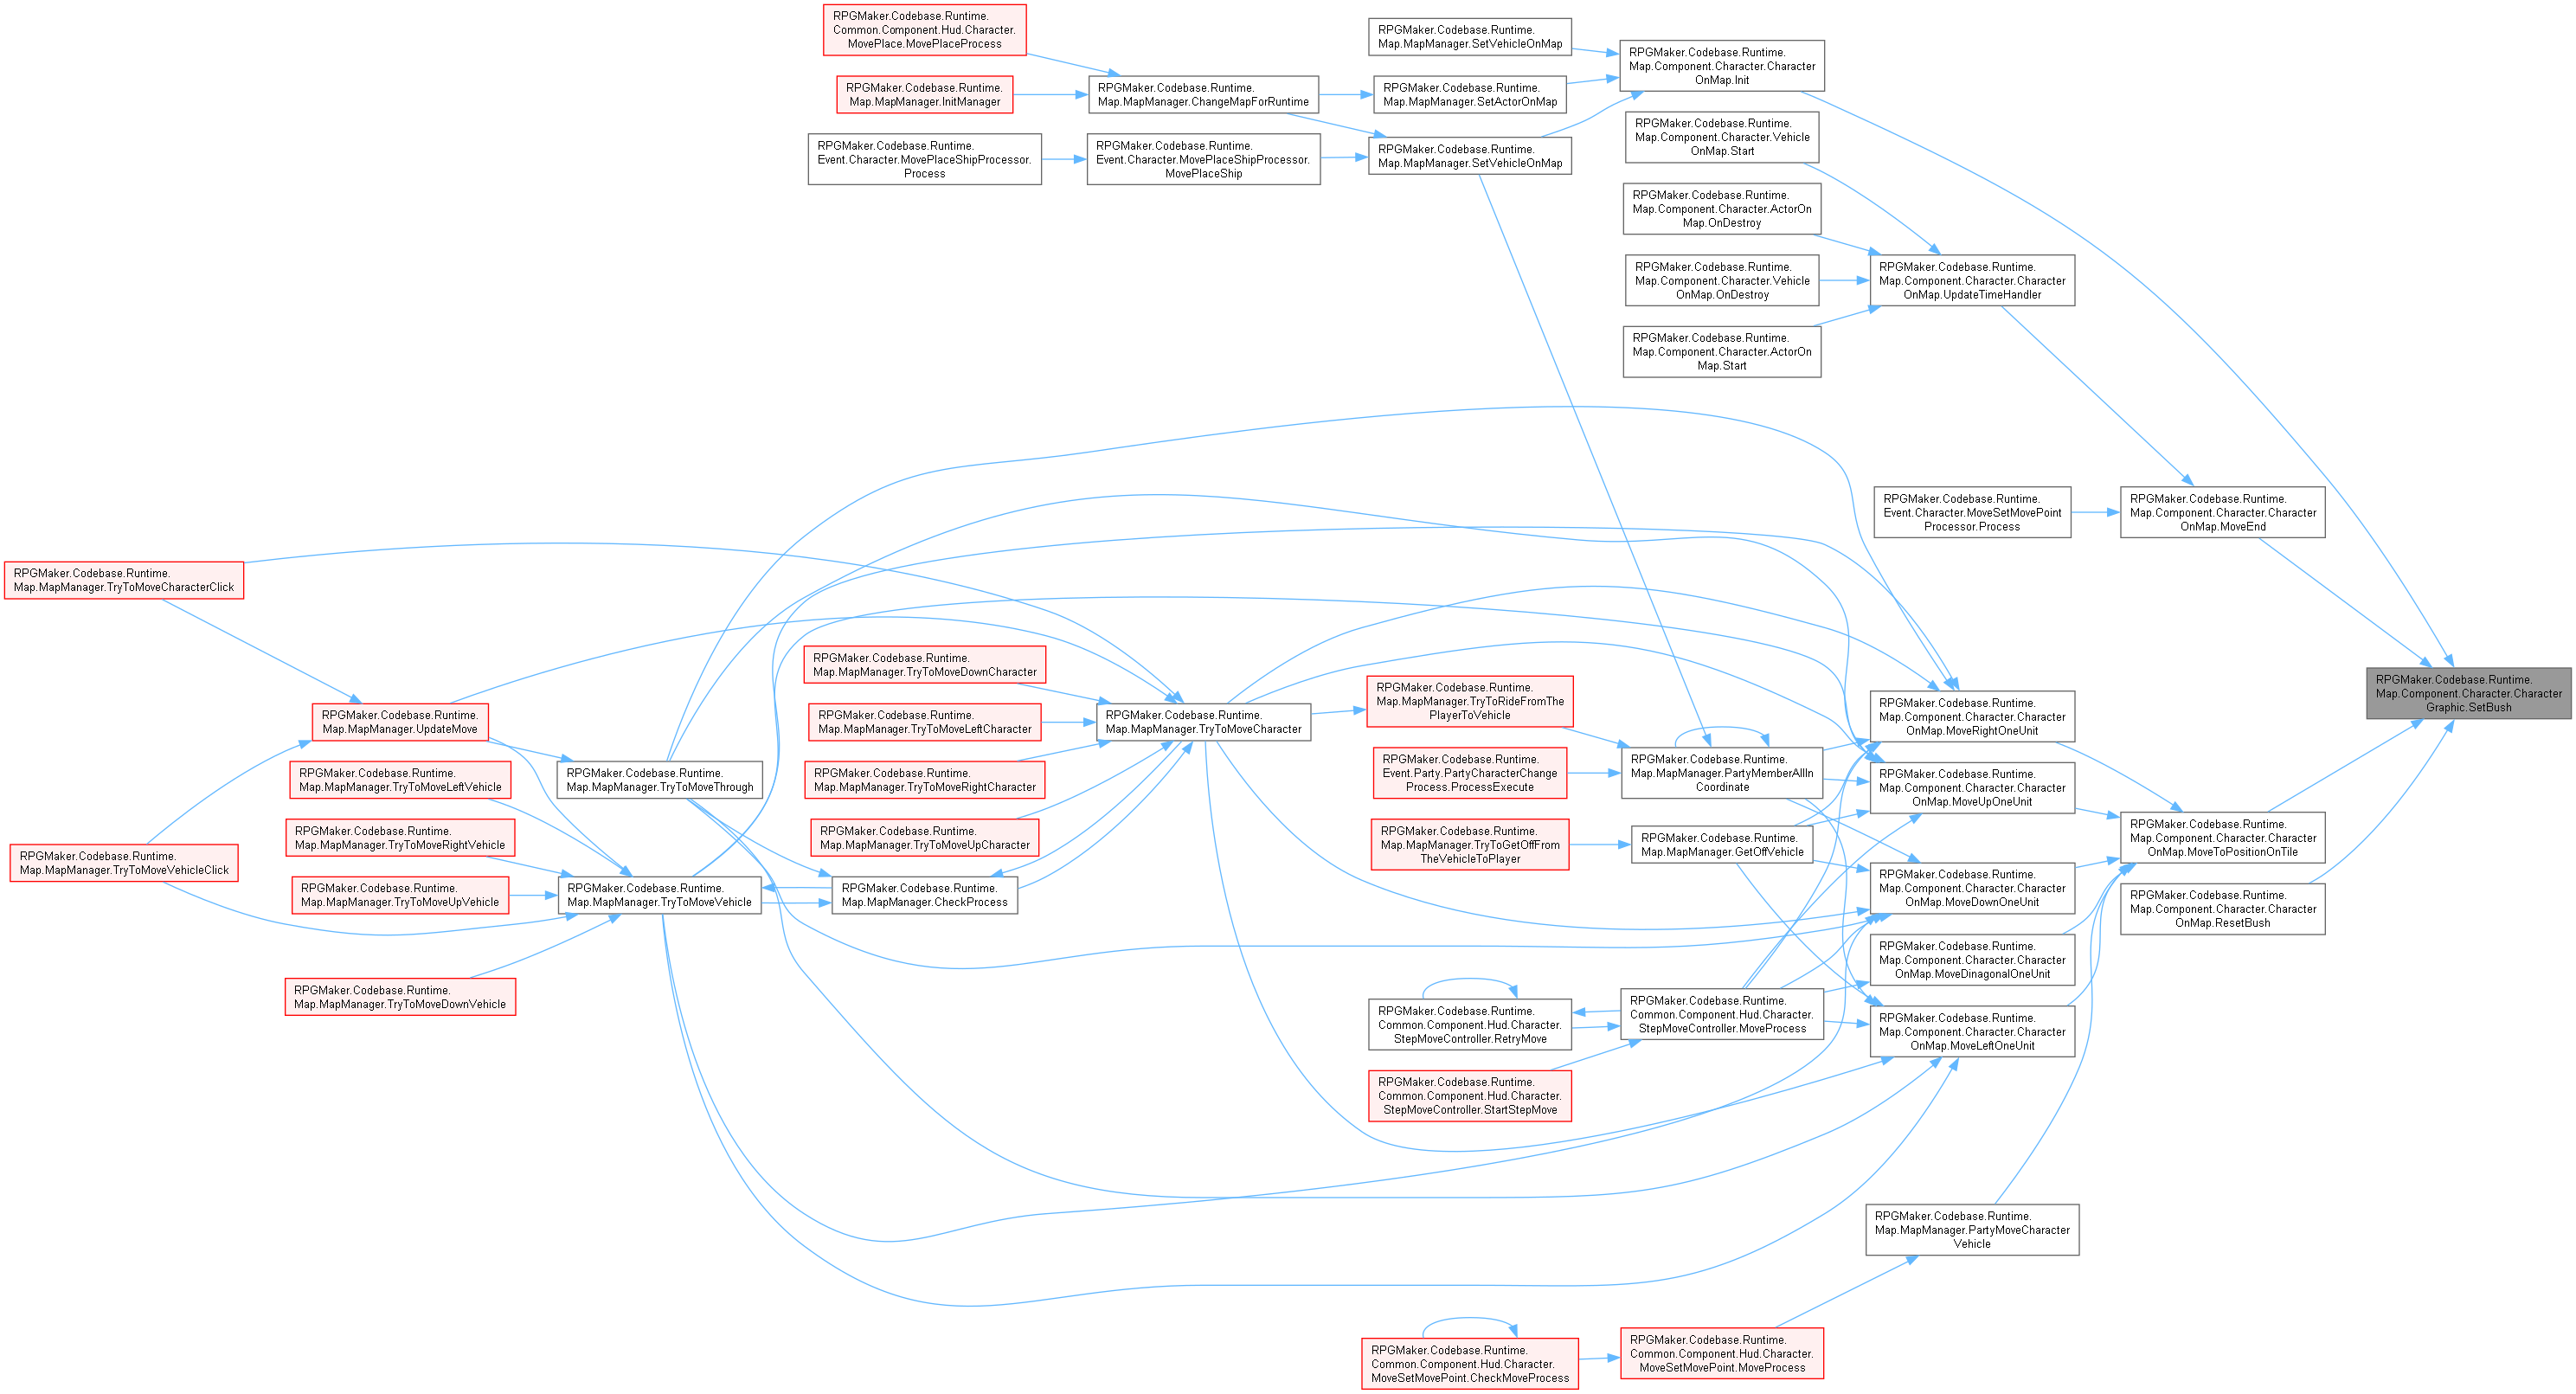 RPGMaker.Codebase.Runtime.
Common.Component.Hud.Character.
MovePlace.MovePlaceProcess
RPGMaker.Codebase.Runtime.
Map.MapManager.InitManager
RPGMaker.Codebase.Runtime.
Event.Character.MovePlaceShipProcessor.
Process
RPGMaker.Codebase.Runtime.
Map.MapManager.ChangeMapForRuntime
RPGMaker.Codebase.Runtime.
Event.Character.MovePlaceShipProcessor.
MovePlaceShip
RPGMaker.Codebase.Runtime.
Map.MapManager.SetVehicleOnMap
RPGMaker.Codebase.Runtime.
Map.MapManager.SetActorOnMap
RPGMaker.Codebase.Runtime.
Map.MapManager.SetVehicleOnMap
RPGMaker.Codebase.Runtime.
Map.Component.Character.Character
OnMap.Init
RPGMaker.Codebase.Runtime.
Map.Component.Character.Vehicle
OnMap.Start
RPGMaker.Codebase.Runtime.
Map.Component.Character.ActorOn
Map.OnDestroy
RPGMaker.Codebase.Runtime.
Map.Component.Character.Vehicle
OnMap.OnDestroy
RPGMaker.Codebase.Runtime.
Map.Component.Character.ActorOn
Map.Start
RPGMaker.Codebase.Runtime.
Map.Component.Character.Character
OnMap.UpdateTimeHandler
RPGMaker.Codebase.Runtime.
Event.Character.MoveSetMovePoint
Processor.Process
RPGMaker.Codebase.Runtime.
Map.Component.Character.Character
OnMap.MoveEnd
RPGMaker.Codebase.Runtime.
Map.MapManager.TryToMoveCharacterClick
RPGMaker.Codebase.Runtime.
Map.MapManager.UpdateMove
RPGMaker.Codebase.Runtime.
Map.MapManager.TryToMoveLeftVehicle
RPGMaker.Codebase.Runtime.
Map.MapManager.TryToMoveRightVehicle
RPGMaker.Codebase.Runtime.
Map.MapManager.TryToMoveVehicleClick
RPGMaker.Codebase.Runtime.
Map.MapManager.TryToMoveUpVehicle
RPGMaker.Codebase.Runtime.
Map.MapManager.TryToMoveDownVehicle
RPGMaker.Codebase.Runtime.
Map.MapManager.TryToMoveThrough
RPGMaker.Codebase.Runtime.
Map.MapManager.TryToMoveVehicle
RPGMaker.Codebase.Runtime.
Map.MapManager.TryToMoveDownCharacter
RPGMaker.Codebase.Runtime.
Map.MapManager.TryToMoveLeftCharacter
RPGMaker.Codebase.Runtime.
Map.MapManager.TryToMoveRightCharacter
RPGMaker.Codebase.Runtime.
Map.MapManager.TryToMoveUpCharacter
RPGMaker.Codebase.Runtime.
Map.MapManager.CheckProcess
RPGMaker.Codebase.Runtime.
Map.MapManager.TryToMoveCharacter
RPGMaker.Codebase.Runtime.
Map.MapManager.TryToRideFromThe
PlayerToVehicle
RPGMaker.Codebase.Runtime.
Event.Party.PartyCharacterChange
Process.ProcessExecute
RPGMaker.Codebase.Runtime.
Map.MapManager.TryToGetOffFrom
TheVehicleToPlayer
RPGMaker.Codebase.Runtime.
Map.MapManager.PartyMemberAllIn
Coordinate
RPGMaker.Codebase.Runtime.
Map.MapManager.GetOffVehicle
RPGMaker.Codebase.Runtime.
Common.Component.Hud.Character.
StepMoveController.RetryMove
RPGMaker.Codebase.Runtime.
Common.Component.Hud.Character.
StepMoveController.MoveProcess
RPGMaker.Codebase.Runtime.
Common.Component.Hud.Character.
StepMoveController.StartStepMove
RPGMaker.Codebase.Runtime.
Map.Component.Character.Character
OnMap.MoveRightOneUnit
RPGMaker.Codebase.Runtime.
Map.Component.Character.Character
OnMap.MoveUpOneUnit
RPGMaker.Codebase.Runtime.
Map.Component.Character.Character
OnMap.MoveDownOneUnit
RPGMaker.Codebase.Runtime.
Map.Component.Character.Character
OnMap.MoveDinagonalOneUnit
RPGMaker.Codebase.Runtime.
Map.Component.Character.Character
OnMap.MoveLeftOneUnit
RPGMaker.Codebase.Runtime.
Map.Component.Character.Character
OnMap.MoveToPositionOnTile
RPGMaker.Codebase.Runtime.
Map.Component.Character.Character
OnMap.ResetBush
RPGMaker.Codebase.Runtime.
Map.Component.Character.Character
Graphic.SetBush
RPGMaker.Codebase.Runtime.
Map.MapManager.PartyMoveCharacter
Vehicle
RPGMaker.Codebase.Runtime.
Common.Component.Hud.Character.
MoveSetMovePoint.CheckMoveProcess
RPGMaker.Codebase.Runtime.
Common.Component.Hud.Character.
MoveSetMovePoint.MoveProcess